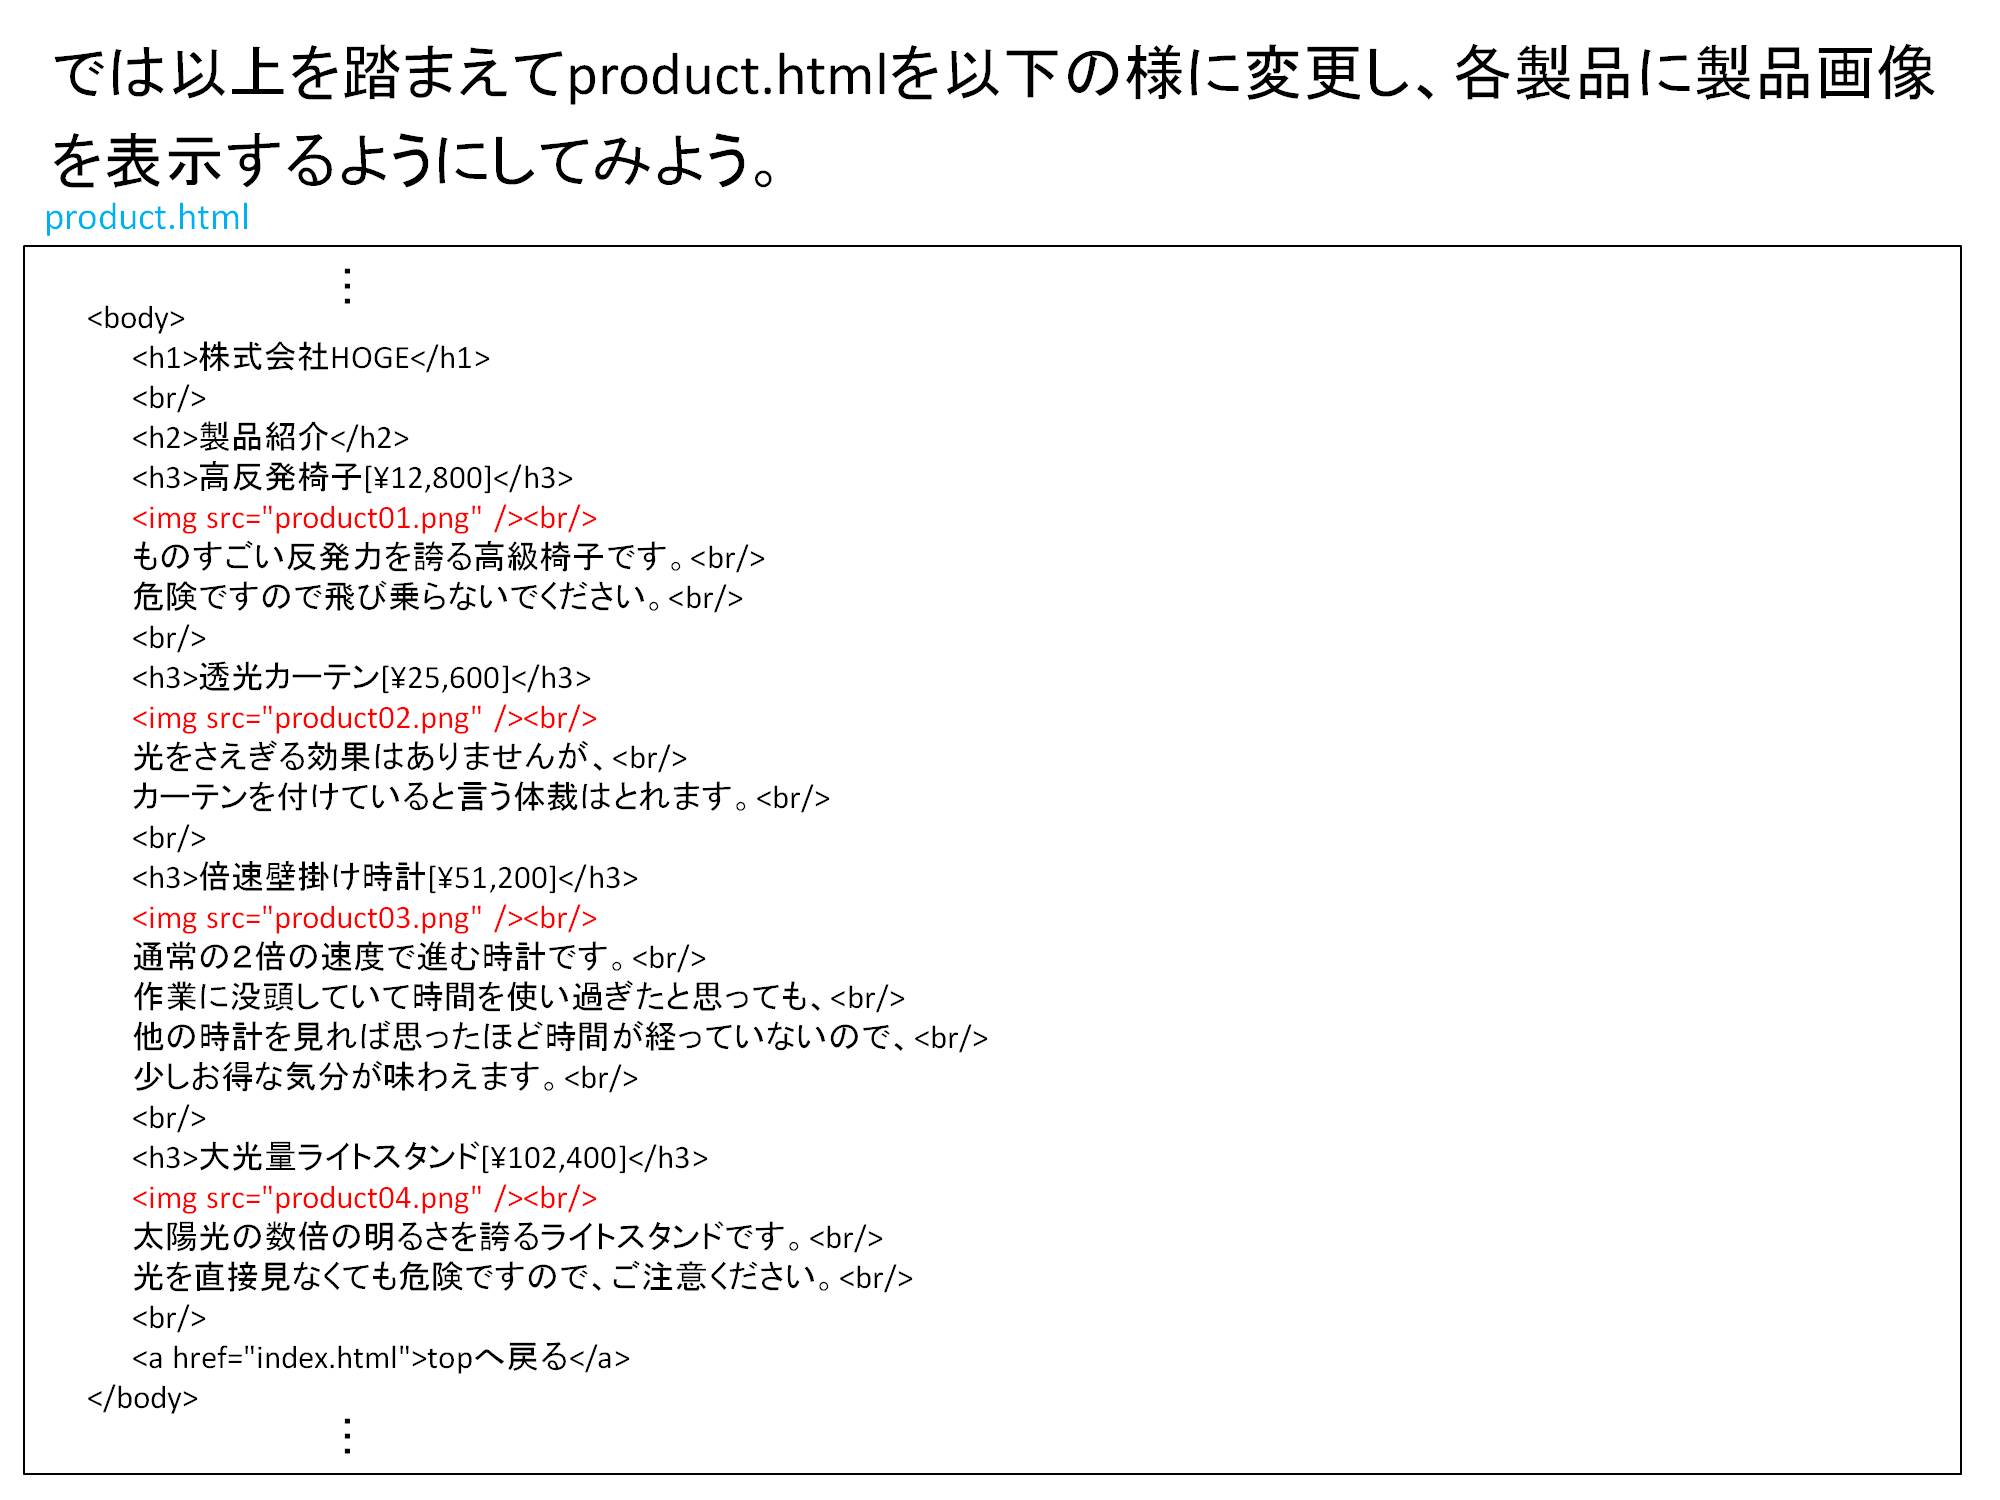 では以上を踏まえてproduct.htmlを以下の様に変更し、各製品に製品画像
を表示するようにしてみよう。
product.html
⋮
<body>
<h1>株式会社HOGE</h1>
<br/>
<h2>製品紹介</h2>
<h3>高反発椅子[¥12,800]</h3>
<img src="product01.png" /><br/>
ものすごい反発力を誇る高級椅子です。<br/>
危険ですので飛び乗らないでください。<br/>
<br/>
<h3>透光カーテン[¥25,600]</h3>
<img src="product02.png" /><br/>
光をさえぎる効果はありませんが、<br/>
カーテンを付けていると言う体裁はとれます。<br/>
<br/>
<h3>倍速壁掛け時計[¥51,200]</h3>
<img src="product03.png" /><br/>
通常の２倍の速度で進む時計です。<br/>
作業に没頭していて時間を使い過ぎたと思っても、<br/>
他の時計を見れば思ったほど時間が経っていないので、<br/>
少しお得な気分が味わえます。<br/>
<br/>
<h3>大光量ライトスタンド[¥102,400]</h3>
<img src="product04.png" /><br/>
太陽光の数倍の明るさを誇るライトスタンドです。<br/>
光を直接見なくても危険ですので、ご注意ください。<br/>
<br/>
<a href="index.html">topへ戻る</a>
</body>
⋮